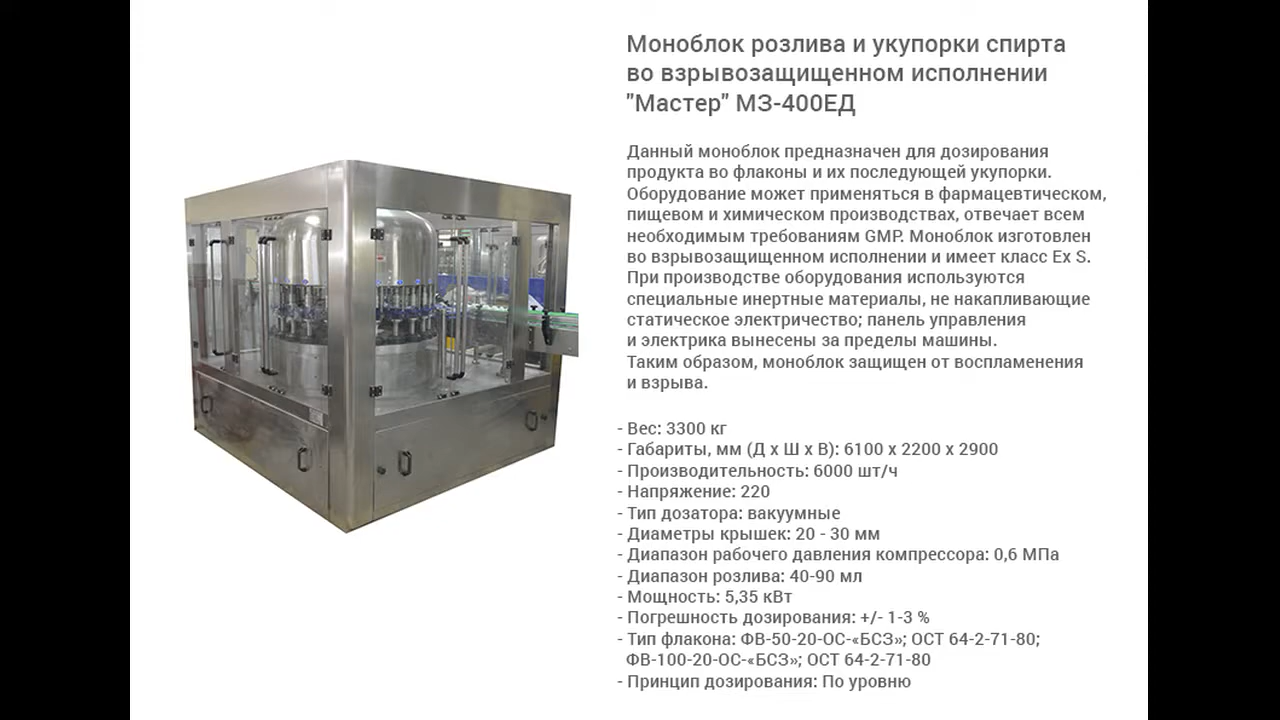 Моноблок розлива и укупорки спирта
во взрывозащищенном исполнении
"Мастер" МЗ-400ЕД
Данный моноблок предназначен для дозирования
продукта во флаконы и их последующей укупорки.
Оборудование может применяться в фармацевтическом,
пищевом и химическом производствах, отвечает всем
необходимым требованиям GMP. Моноблок изготовлен
во взрывозащищенном исполнении и имеет класс Ex S.
При производстве оборудования используются
специальные инертные материалы, не накапливающие
статическое электричество; панель управления
и электрика вынесены за пределы машины.
Таким образом, моноблок защищен от воспламенения
и взрыва.
- Вес: 3300 кг
- Габариты, мм (Д х Ш х В): 6100 х 2200 х 2900
- Производительность: 6000 шт/ч
- Напряжение: 220
- Тип дозатора: вакуумные
- Диаметры крышек: 20 - 30 мм
- Диапазон рабочего давления компрессора: 0,6 МПа
- Диапазон розлива: 40-90 мл
- Мощность: 5,35 кВт
- Погрешность дозирования: +/- 1-3 %
- Тип флакона: ФВ-50-20-ОС-«БСЗ»; ОСТ 64-2-71-80;
ФВ-100-20-ОС-«БСЗ»; ОСТ 64-2-71-80
- Принцип дозирования: По уровню